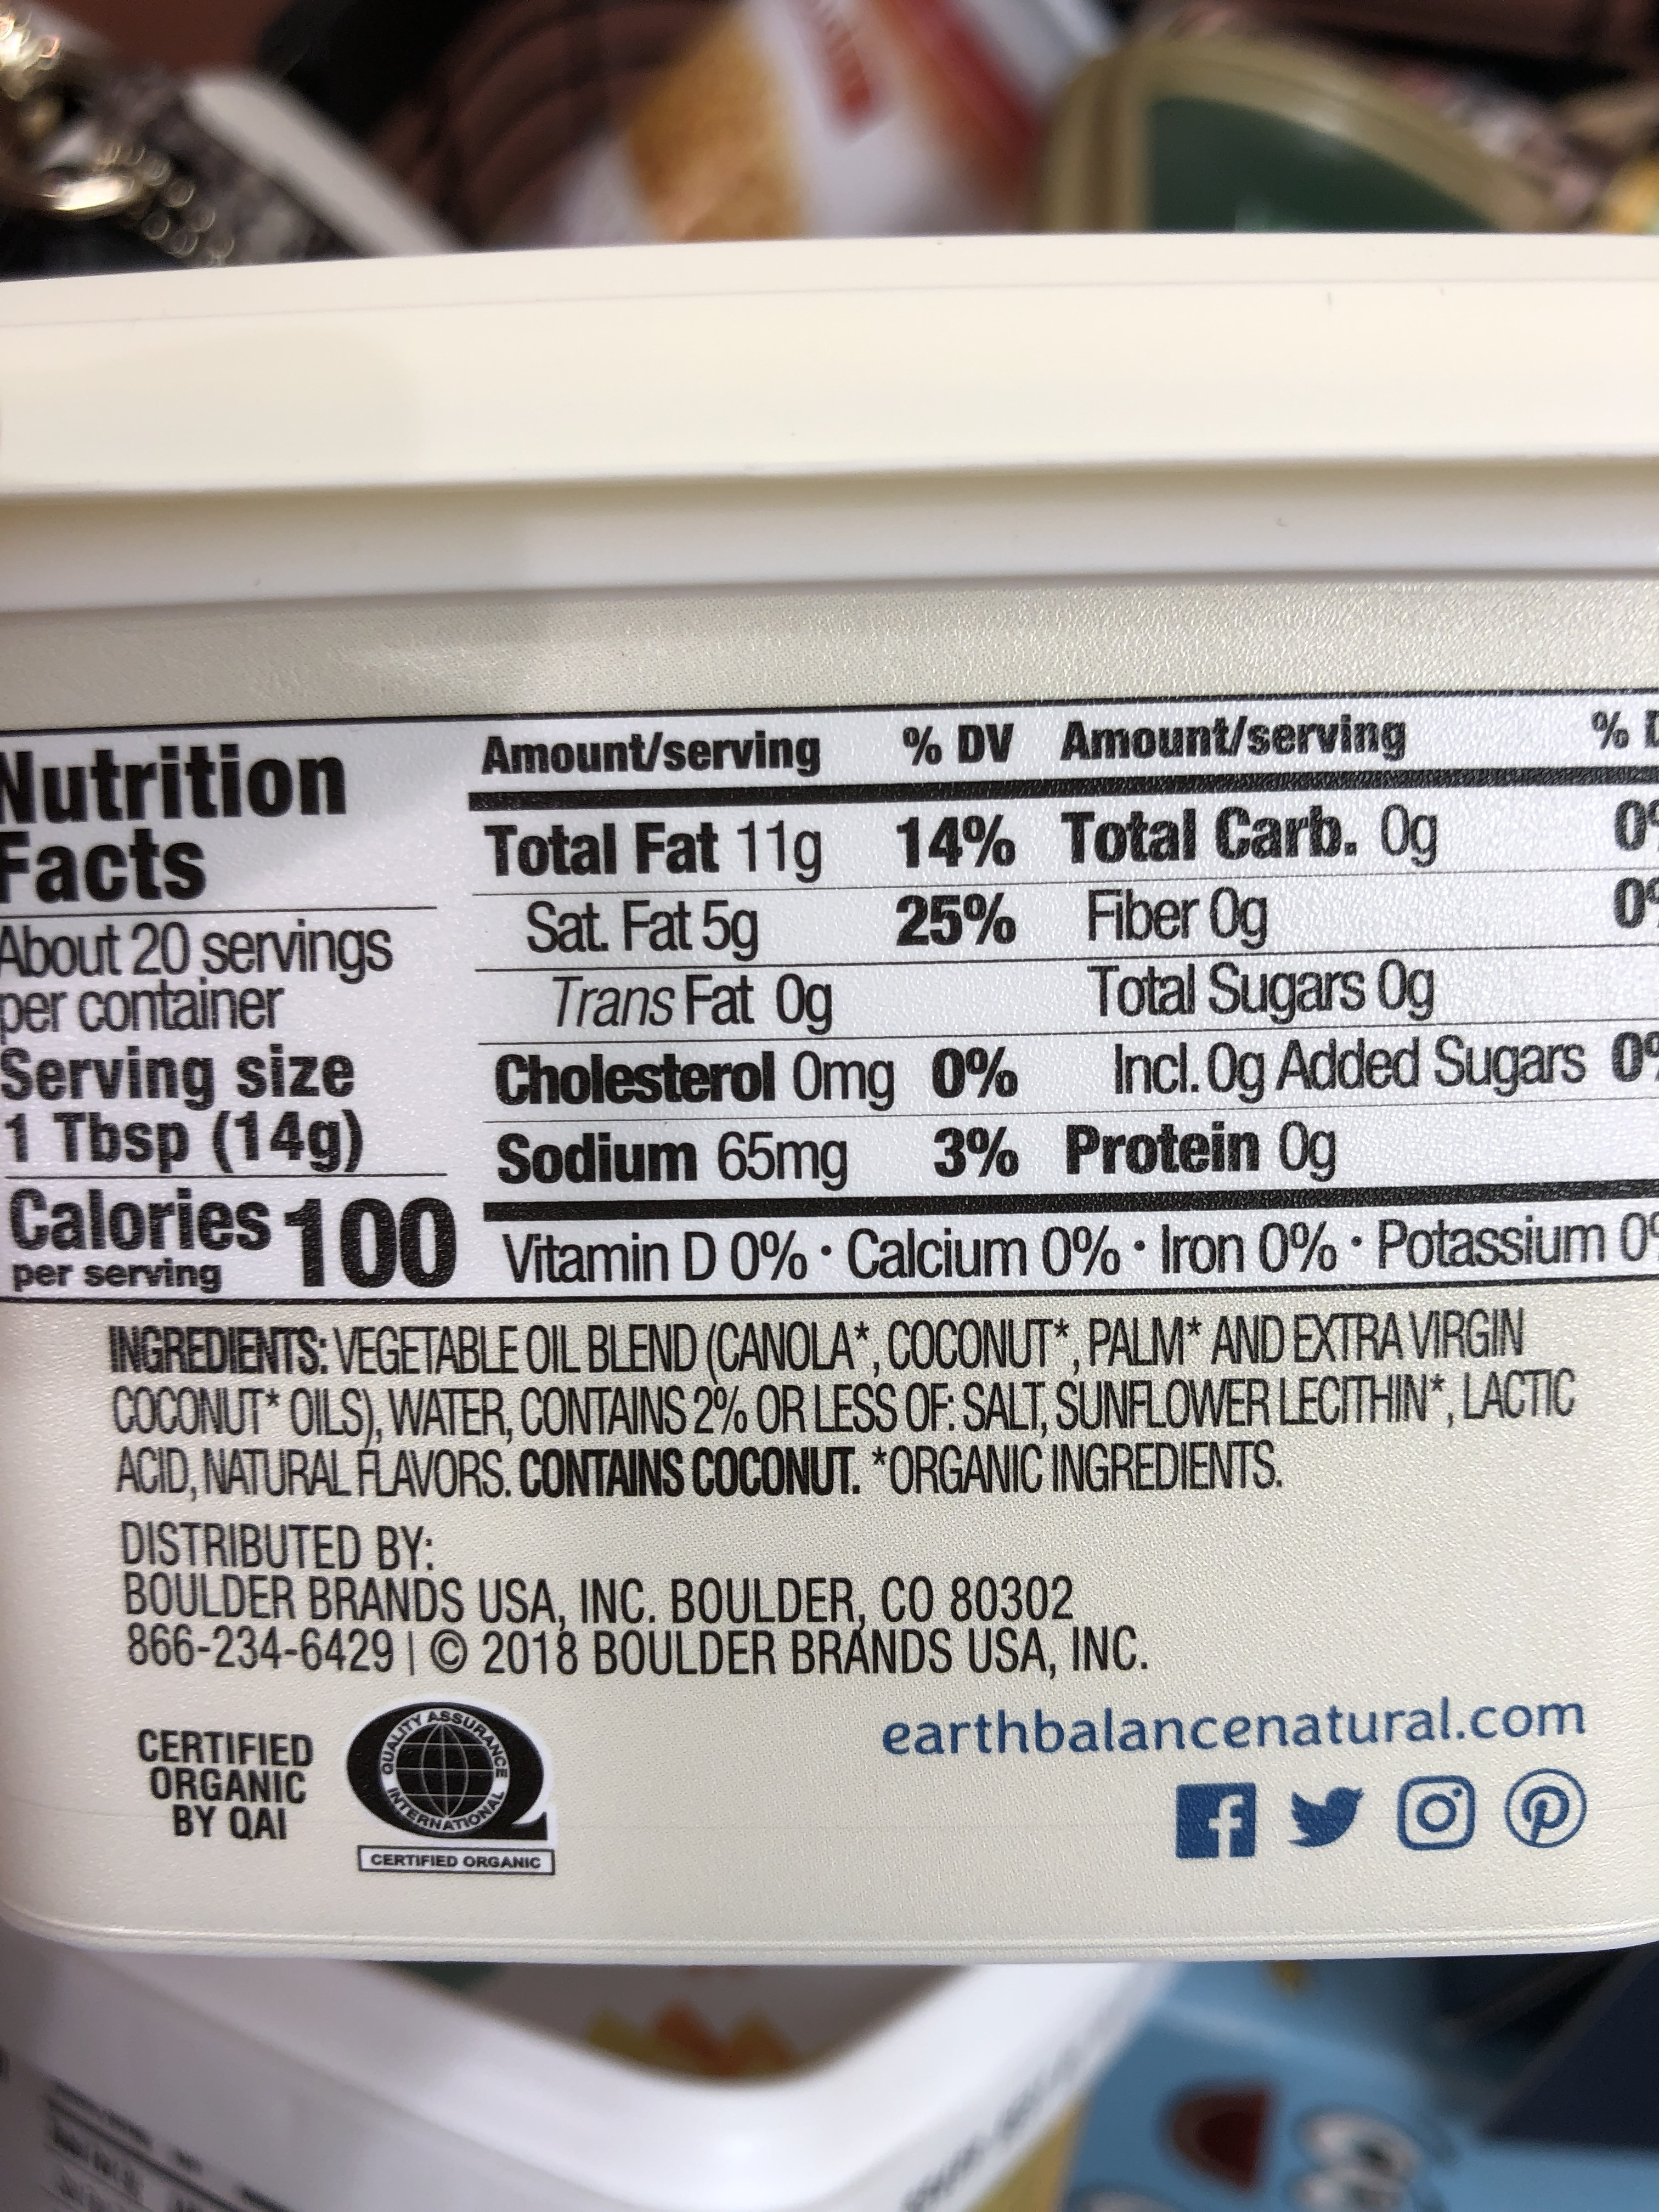 Nutrition
Facts
About 20 servings
per container
Serving size
1 Tbsp (14g)
Calories 100
per serving
Amount/serving % DV Amount/serving %
Total Fat 11g 14% Total Carb. 0g 0%
Sat. Fat 5g 25% Fiber 0g 0%
Trans Fat 0g Total Sugars 0g
Cholesterol 0mg 0% Incl. 0g Added Sugars 0%
Sodium 65mg 3% Protein 0g
Vitamin D 0% • Calcium 0% • Iron 0% • Potassium 0%
INGREDIENTS: VEGETABLE OIL BLEND (CANOLA*, COCONUT*, PALM* AND EXTRA VIRGIN
COCONUT* OILS), WATER, CONTAINS 2% OR LESS OF: SALT, SUNFLOWER LECITHIN*, LACTIC
ACID, NATURAL FLAVORS. CONTAINS COCONUT. *ORGANIC INGREDIENTS.
DISTRIBUTED BY:
BOULDER BRANDS USA, INC. BOULDER, CO 80302
866-234-6429 | © 2018 BOULDER BRANDS USA, INC.
CERTIFIED
ORGANIC
BY QAI
QUALITY ASSURANCE
INTERNATIONAL
CERTIFIED ORGANIC
earthbalancenatural.com